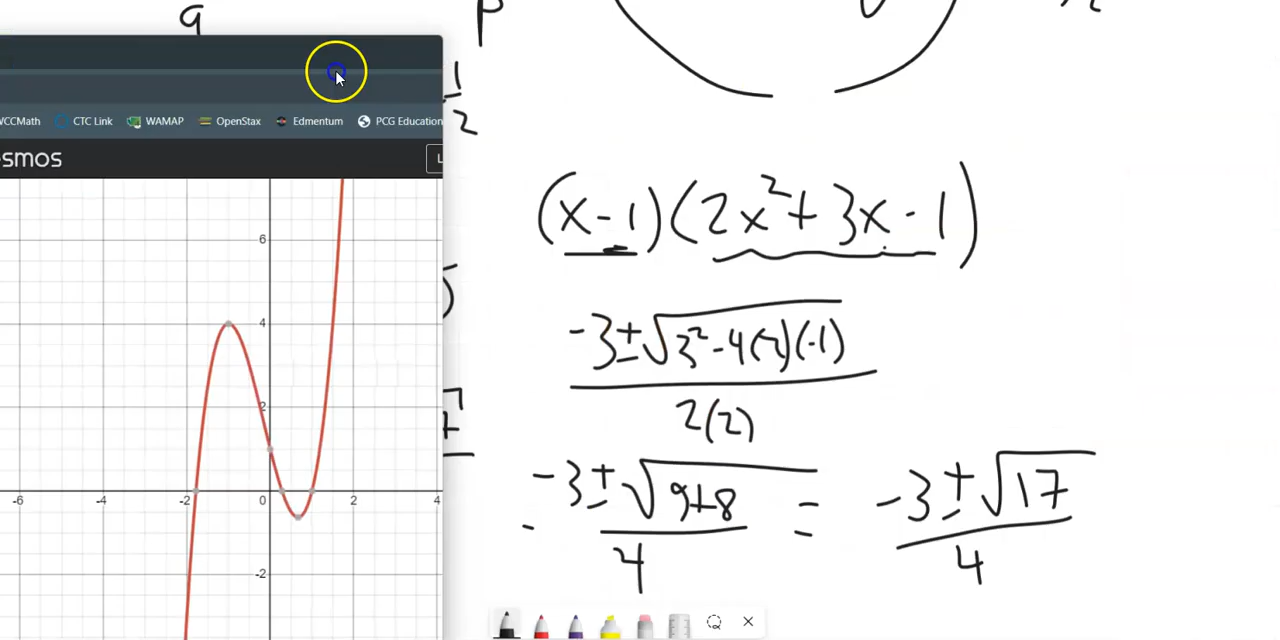 q
p
1
2
WCCMath CTC Link WAMAP OpenStax Edmentum PCG Education
esmos
6
4
2
-6 -4 -2 0 2 4
-2
(x-1)(2x²+3x-1)
-3±√3²-4(2)(-1)
2(2)
-3±√9+8
= 4
= -3±√17
4